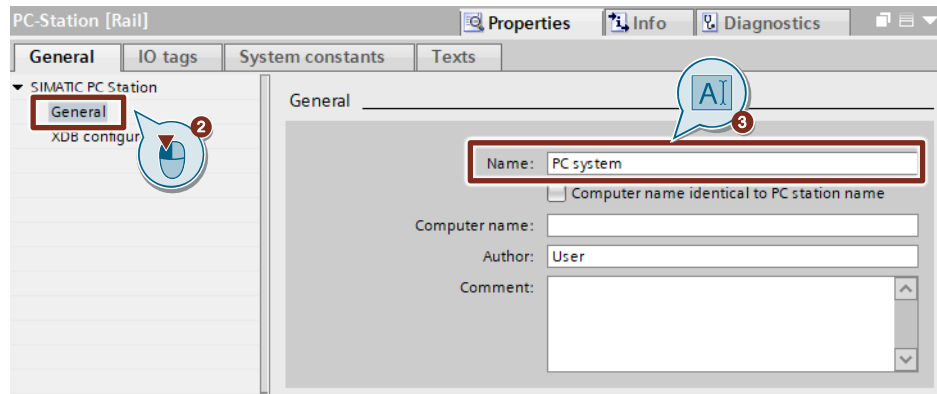 PC-Station [Rail]
Properties
Info
Diagnostics
General
IO tags
System constants
Texts
SIMATIC PC Station
General
XDB configur
2
General
AI
3
Name: PC system
Computer name identical to PC station name
Computer name:
Author: User
Comment: